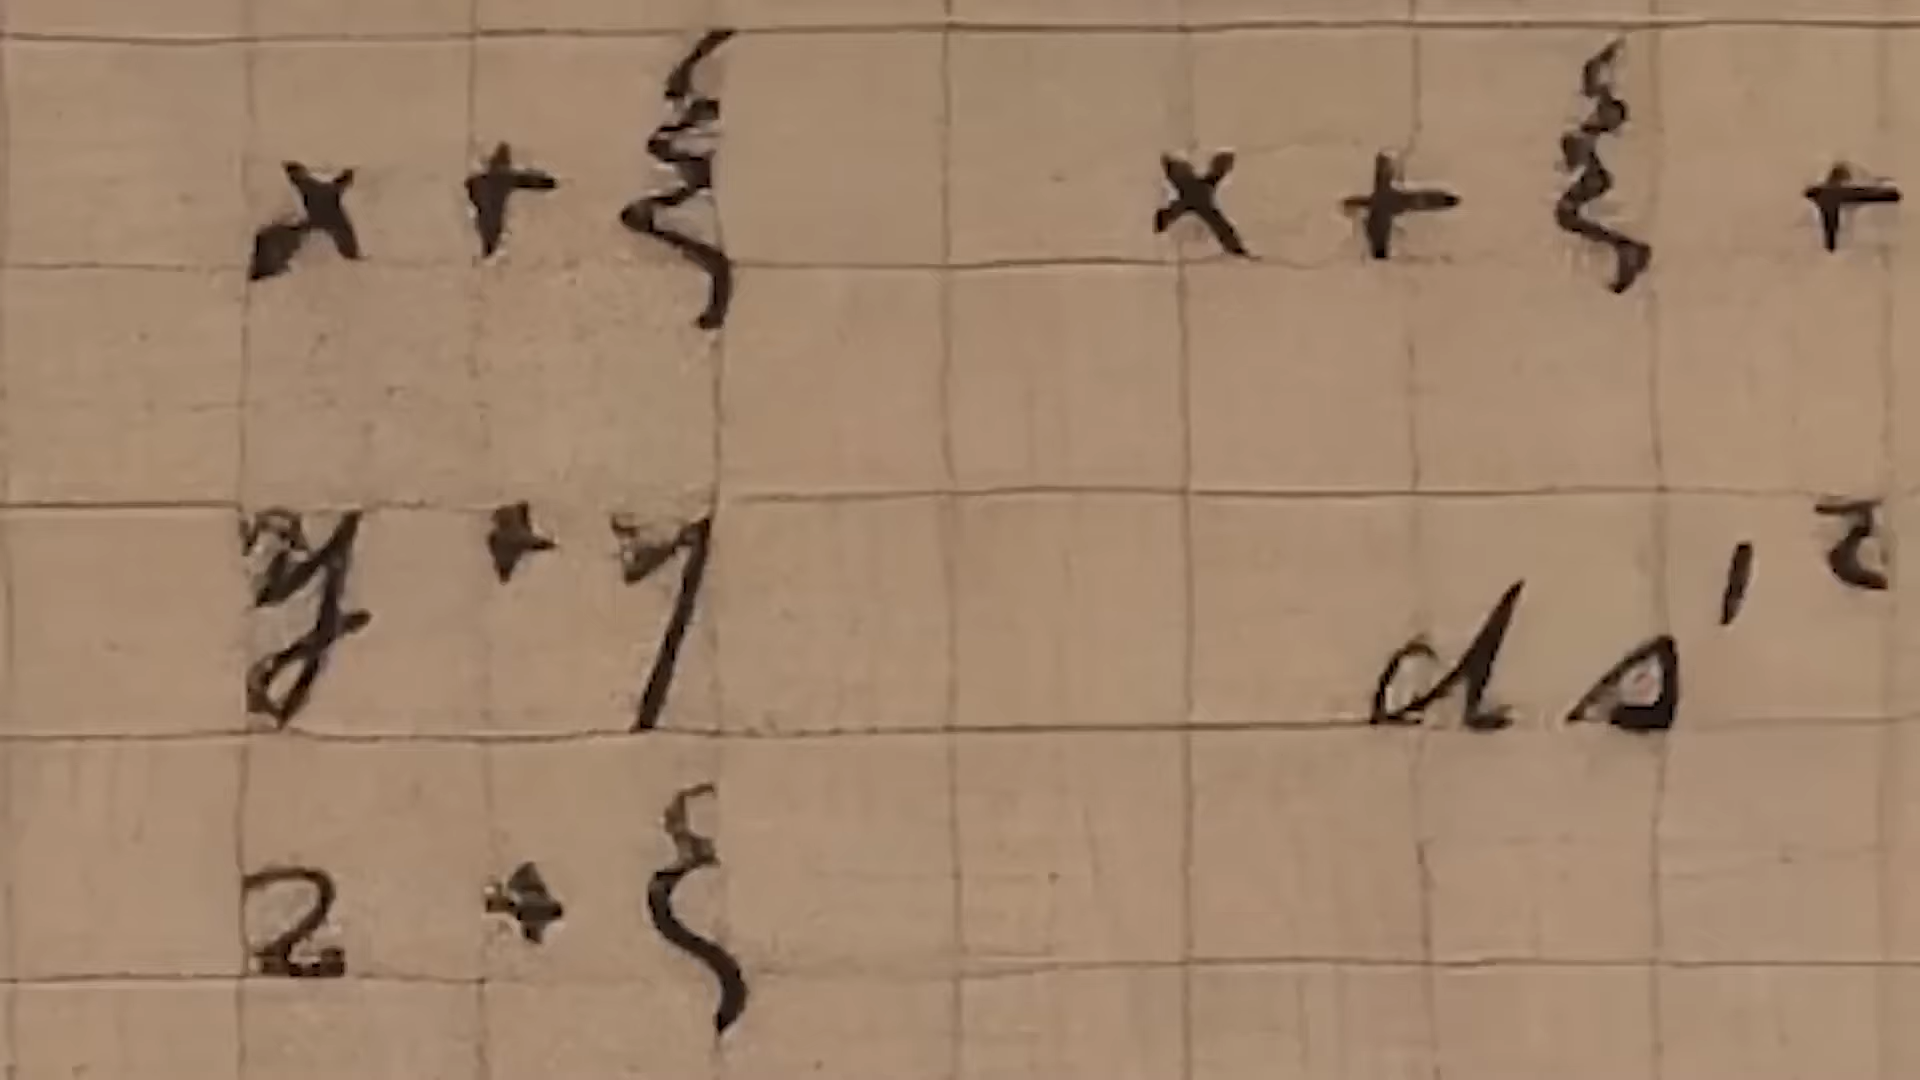 x + ξ x + ξ +
y + η ds'²
z + ζ